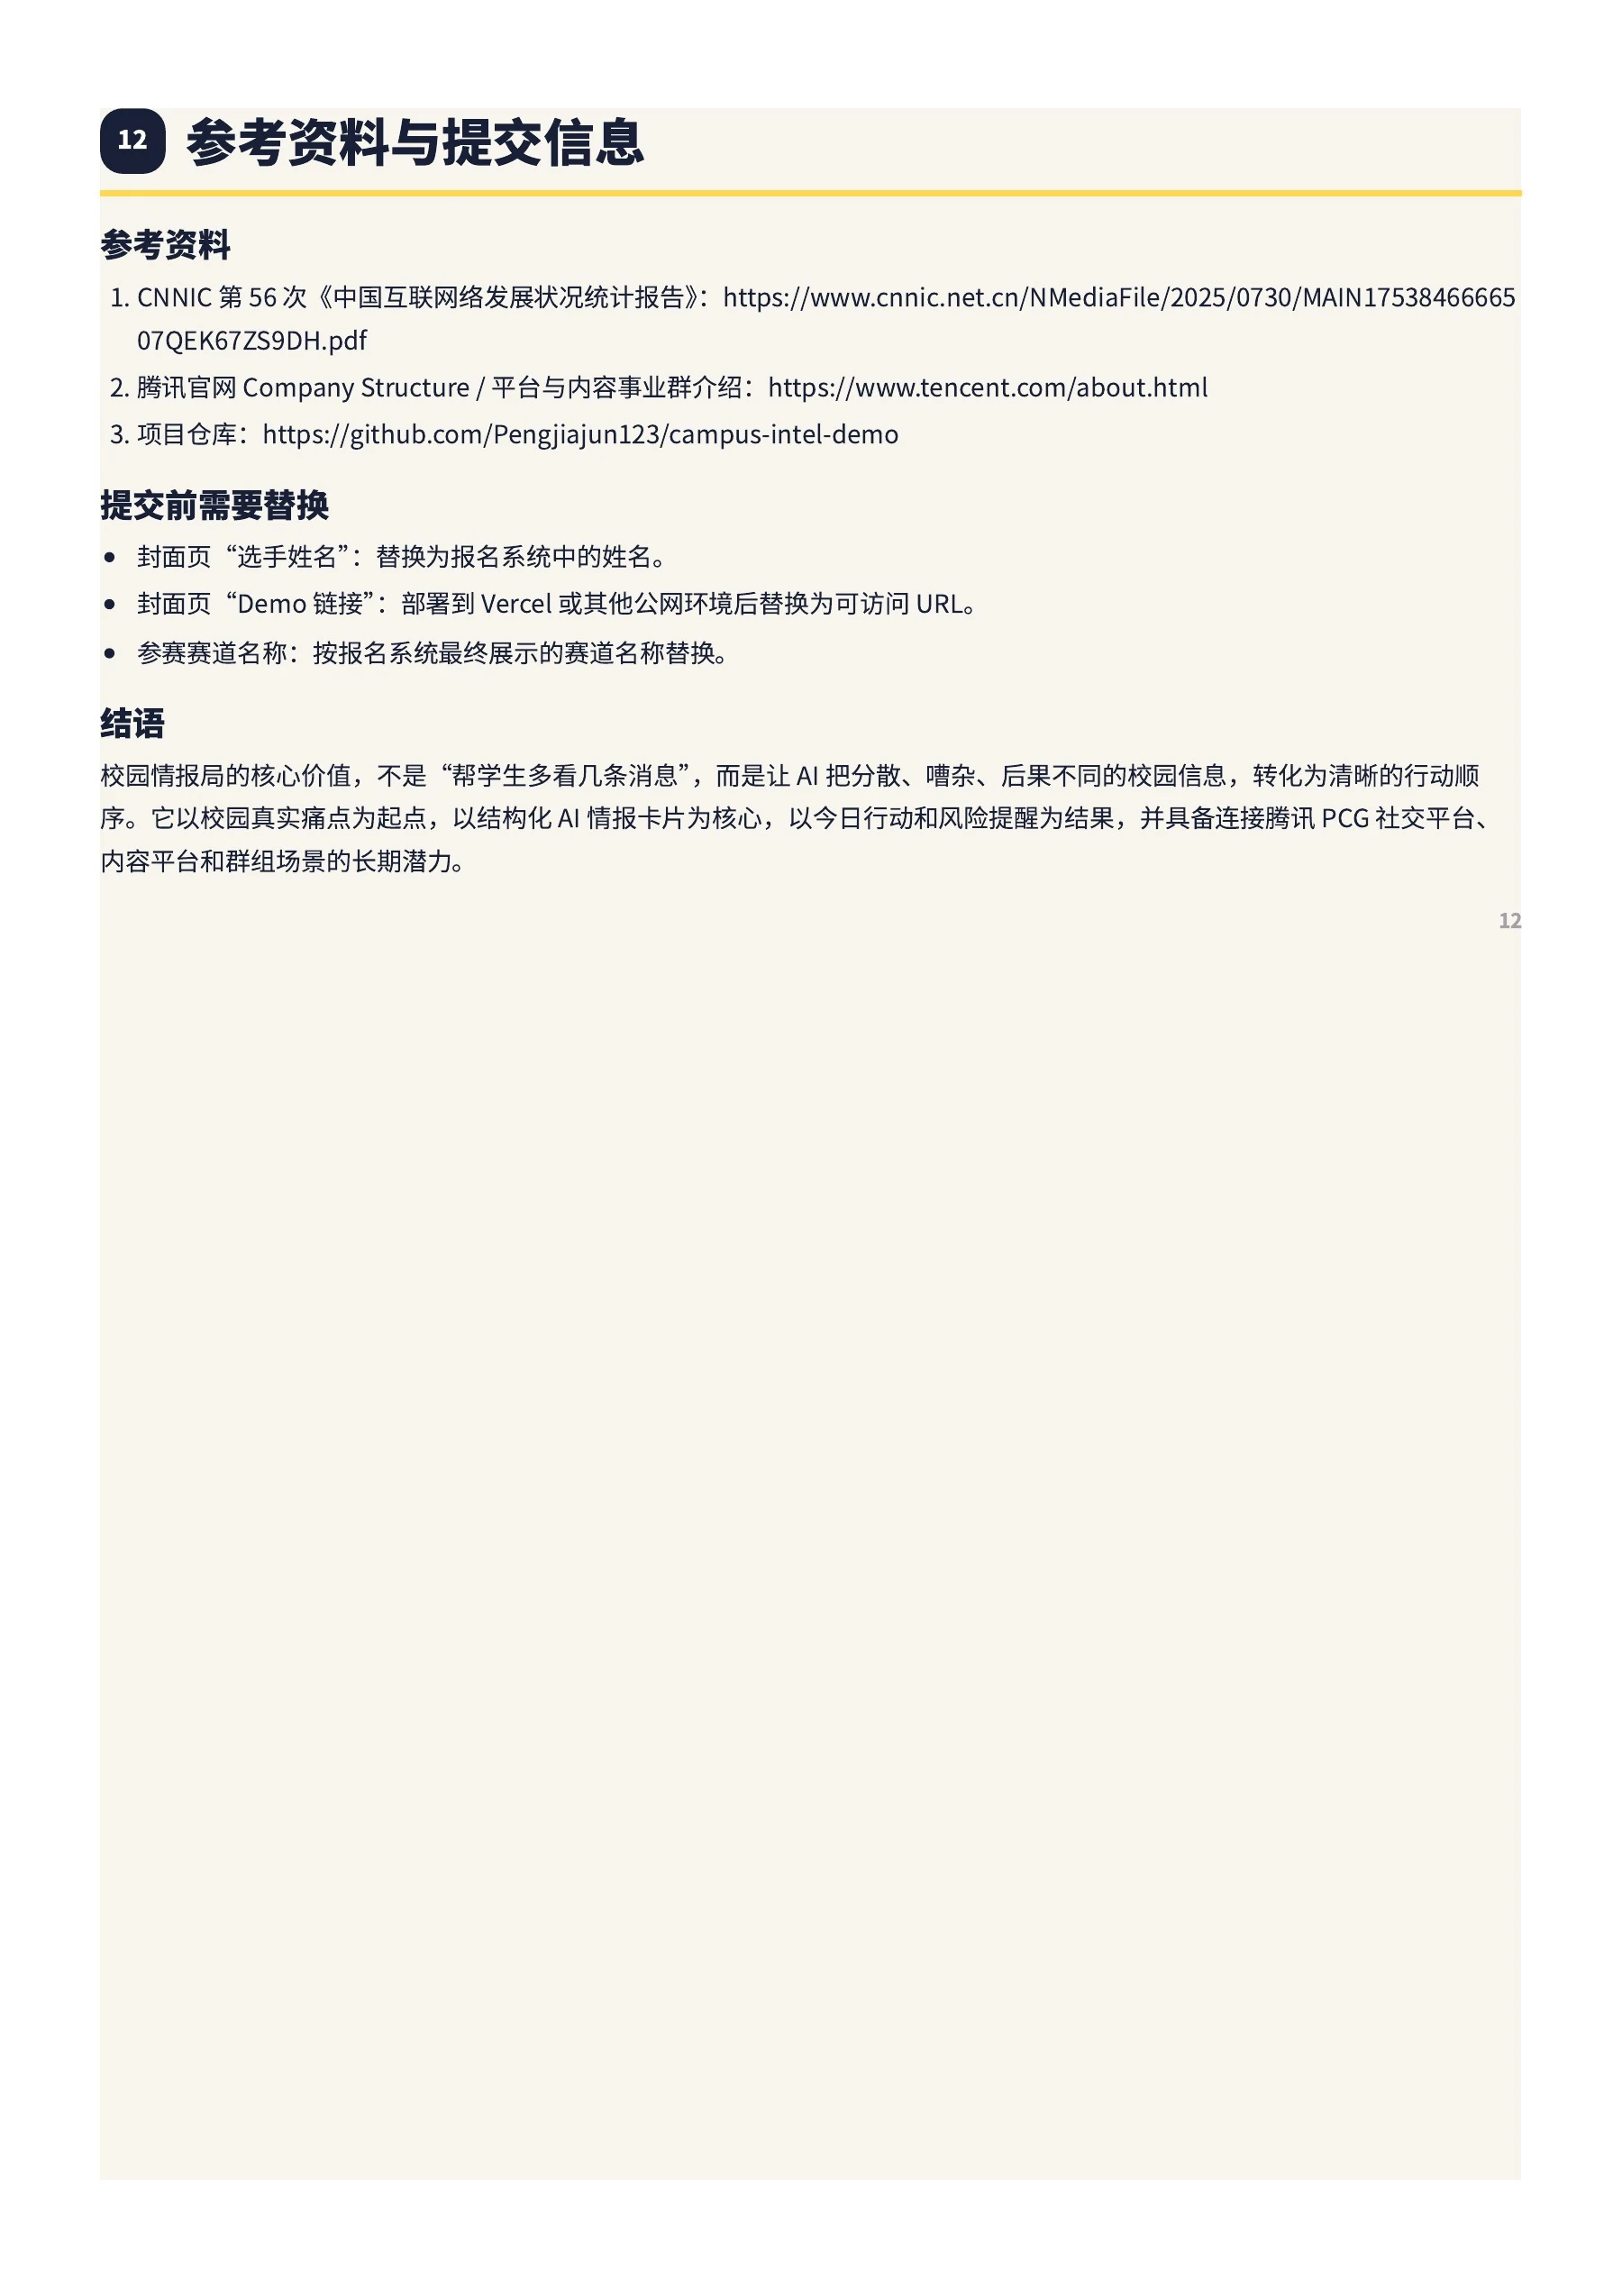 12 参考资料与提交信息
参考资料
1. CNNIC 第 56 次《中国互联网络发展状况统计报告》：https://www.cnnic.net.cn/NMediaFile/2025/0730/MAIN17538466665
07QEK67ZS9DH.pdf
2. 腾讯官网 Company Structure / 平台与内容事业群介绍：https://www.tencent.com/about.html
3. 项目仓库：https://github.com/Pengjiajun123/campus-intel-demo
提交前需要替换
• 封面页“选手姓名”：替换为报名系统中的姓名。
• 封面页“Demo 链接”：部署到 Vercel 或其他公网环境后替换为可访问 URL。
• 参赛赛道名称：按报名系统最终展示的赛道名称替换。
结语
校园情报局的核心价值，不是“帮学生多看几条消息”，而是让 AI 把分散、嘈杂、后果不同的校园信息，转化为清晰的行动顺
序。它以校园真实痛点为起点，以结构化 AI 情报卡片为核心，以今日行动和风险提醒为结果，并具备连接腾讯 PCG 社交平台、
内容平台和群组场景的长期潜力。
12